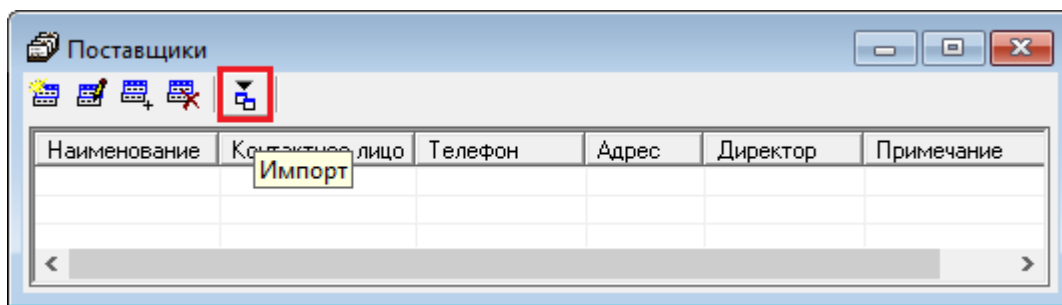 Поставщики
Наименование Контактное лицо Телефон Адрес Директор Примечание
Импорт